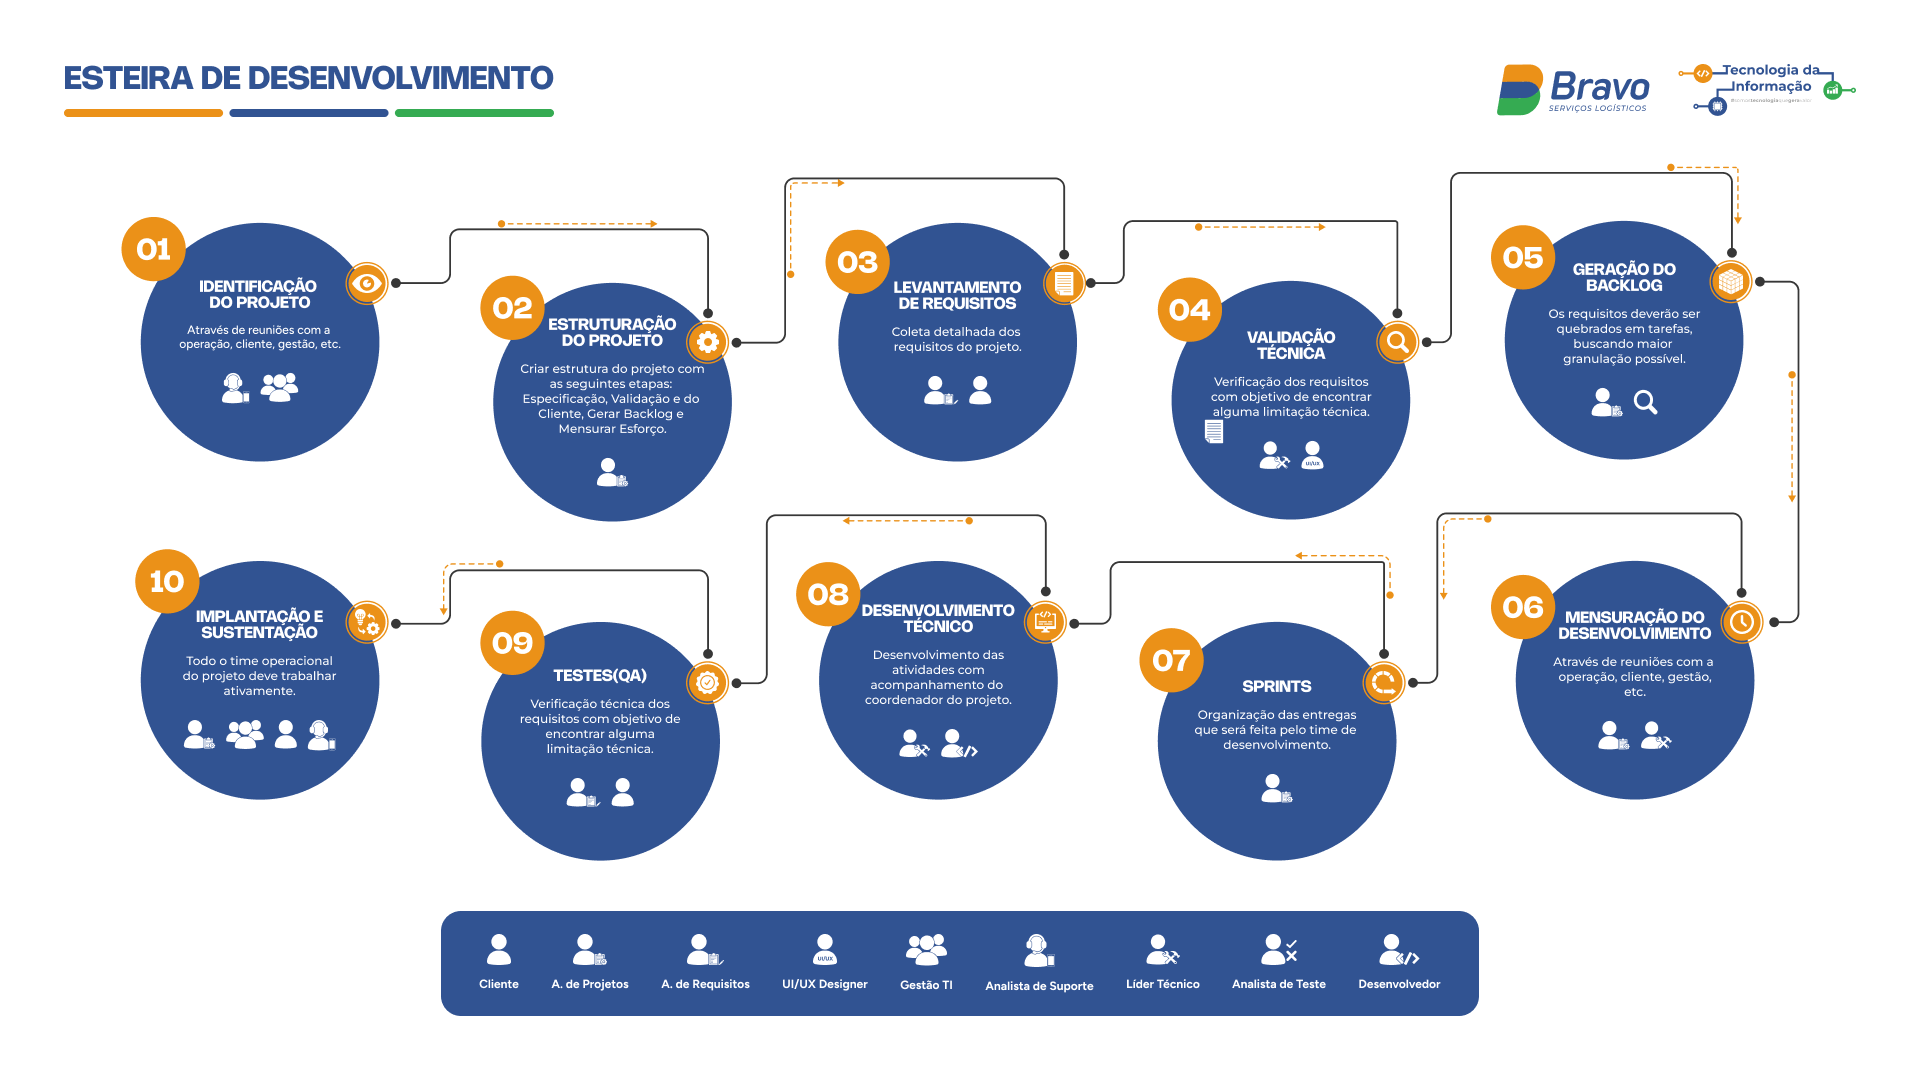 ESTEIRA DE DESENVOLVIMENTO
Bravo
SERVIÇOS LOGÍSTICOS
Tecnologia da
Informação
01
IDENTIFICAÇÃO
DO PROJETO
Através de reuniões com a
operação, cliente, gestão, etc.
02
ESTRUTURAÇÃO
DO PROJETO
Criar estrutura do projeto com
as seguintes etapas:
Especificação, Validação e do
Cliente, Gerar Backlog e
Mensurar Esforço.
03
LEVANTAMENTO
DE REQUISITOS
Coleta detalhada dos
requisitos do projeto.
04
VALIDAÇÃO
TÉCNICA
Verificação dos requisitos
com objetivo de encontrar
alguma limitação técnica.
UI/UX
05
GERAÇÃO DO
BACKLOG
Os requisitos deverão ser
quebrados em tarefas,
buscando maior
granulação possível.
06
MENSURAÇÃO DO
DESENVOLVIMENTO
Através de reuniões com a
operação, cliente, gestão,
etc.
07
SPRINTS
Organização das entregas
que será feita pelo time de
desenvolvimento.
08
DESENVOLVIMENTO
TÉCNICO
Desenvolvimento das
atividades com
acompanhamento do
coordenador do projeto.
09
TESTES(QA)
Verificação técnica dos
requisitos com objetivo de
encontrar alguma
limitação técnica.
10
IMPLANTAÇÃO E
SUSTENTAÇÃO
Todo o time operacional
do projeto deve trabalhar
ativamente.
UI/UX
Cliente
A. de Projetos
A. de Requisitos
UI/UX Designer
Gestão TI
Analista de Suporte
Líder Técnico
Analista de Teste
Desenvolvedor